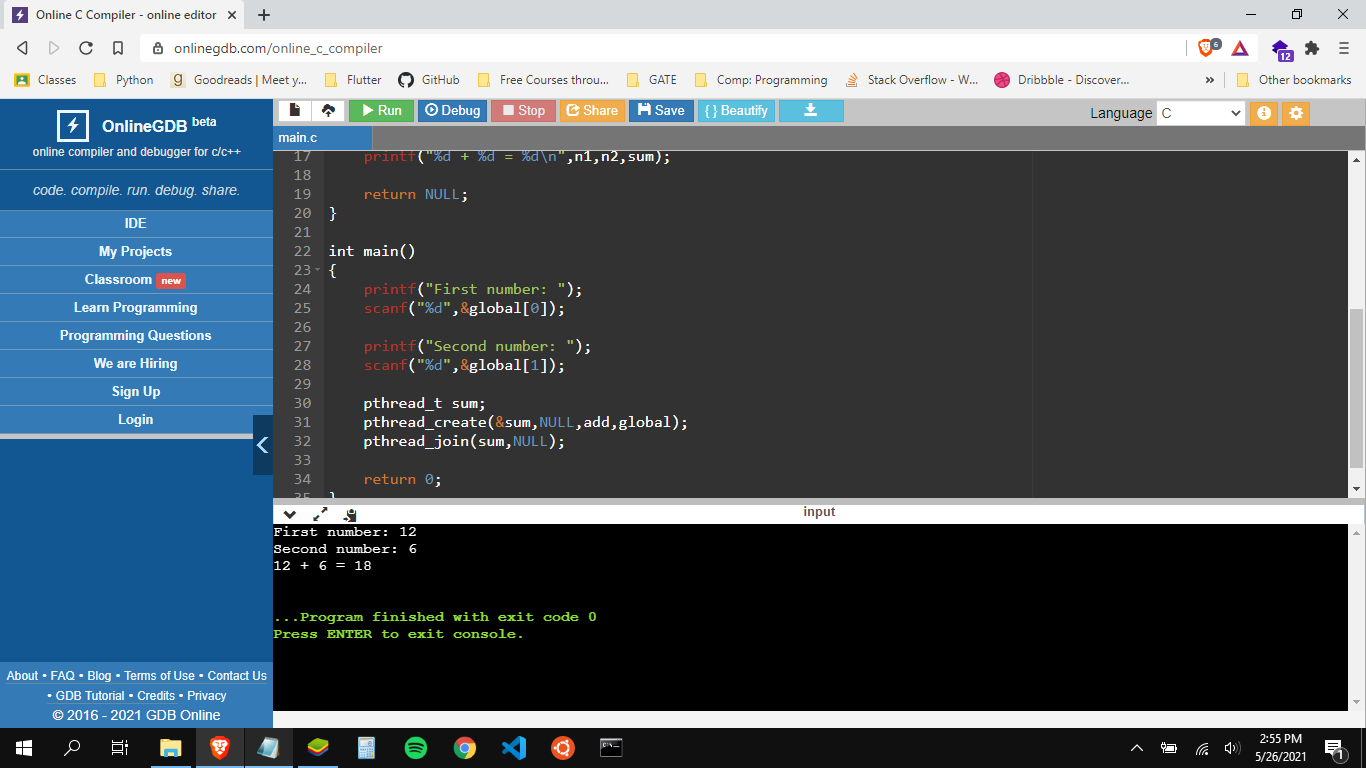 Online C Compiler - online editor
onlinegdb.com/online_c_compiler
6
12
Classes
Python
Goodreads | Meet y...
Flutter
GitHub
Free Courses throu...
GATE
Comp: Programming
Stack Overflow - W...
Dribbble - Discover...
»
Other bookmarks
OnlineGDB beta
online compiler and debugger for c/c++
code. compile. run. debug. share.
IDE
My Projects
Classroom new
Learn Programming
Programming Questions
We are Hiring
Sign Up
Login
About • FAQ • Blog • Terms of Use • Contact Us
• GDB Tutorial • Credits • Privacy
© 2016 - 2021 GDB Online
Run
Debug
Stop
Share
Save
{ } Beautify
Language C
main.c
17 printf("%d + %d = %d\n",n1,n2,sum);
18
19 return NULL;
20 }
21
22 int main()
23 {
24 printf("First number: ");
25 scanf("%d",&global[0]);
26
27 printf("Second number: ");
28 scanf("%d",&global[1]);
29
30 pthread_t sum;
31 pthread_create(&sum,NULL,add,global);
32 pthread_join(sum,NULL);
33
34 return 0;
35 }
input
First number: 12
Second number: 6
12 + 6 = 18
...Program finished with exit code 0
Press ENTER to exit console.
2:55 PM
5/26/2021
1